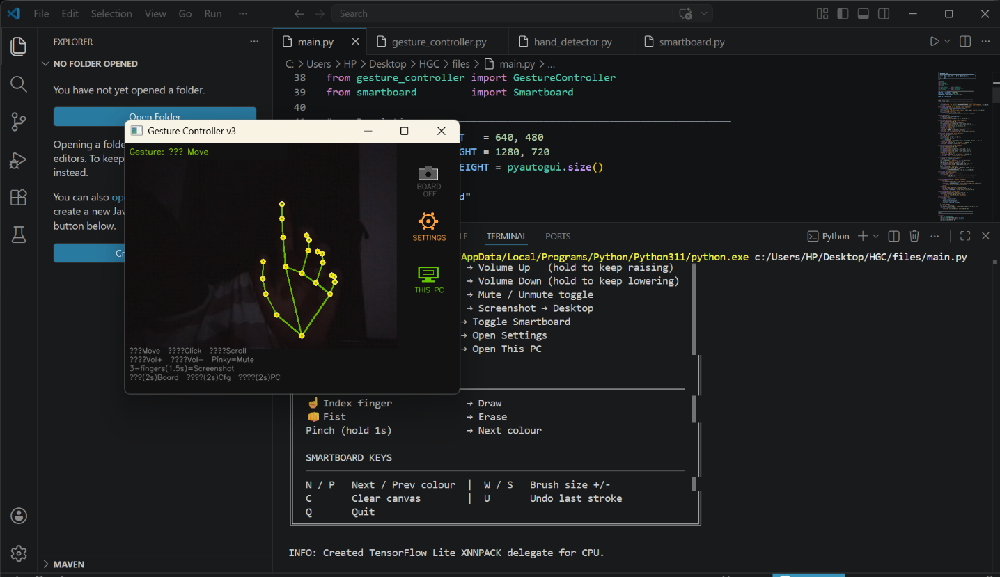 File Edit Selection View Go Run ···
Search
EXPLORER ···
NO FOLDER OPENED
You have not yet opened a folder.
Open Folder
Opening a folde
editors. To keep
instead.
You can also op
create a new Jav
button below.
Cr
MAVEN
main.py
gesture_controller.py
hand_detector.py
smartboard.py
C: > Users > HP > Desktop > HGC > files > main.py > ...
38 from gesture_controller import GestureController
39 from smartboard import Smartboard
40
T = 640, 480
GHT = 1280, 720
EIGHT = pyautogui.size()
d"
Gesture Controller v3
Gesture: ??? Move
BOARD
OFF
SETTINGS
THIS PC
???Move ????Click ????Scroll
????Vol+ ????Vol- Pinky=Mute
3-fingers(1.5s)=Screenshot
???(2s)Board ????(2s)Cfg ????(2s)PC
LE TERMINAL PORTS
Python
/AppData/Local/Programs/Python/Python311/python.exe c:/Users/HP/Desktop/HGC/files/main.py
→ Volume Up (hold to keep raising)
→ Volume Down (hold to keep lowering)
→ Mute / Unmute toggle
→ Screenshot → Desktop
→ Toggle Smartboard
→ Open Settings
→ Open This PC
☝ Index finger → Draw
👊 Fist → Erase
Pinch (hold 1s) → Next colour
SMARTBOARD KEYS
N / P Next / Prev colour | W / S Brush size +/-
C Clear canvas | U Undo last stroke
Q Quit
INFO: Created TensorFlow Lite XNNPACK delegate for CPU.